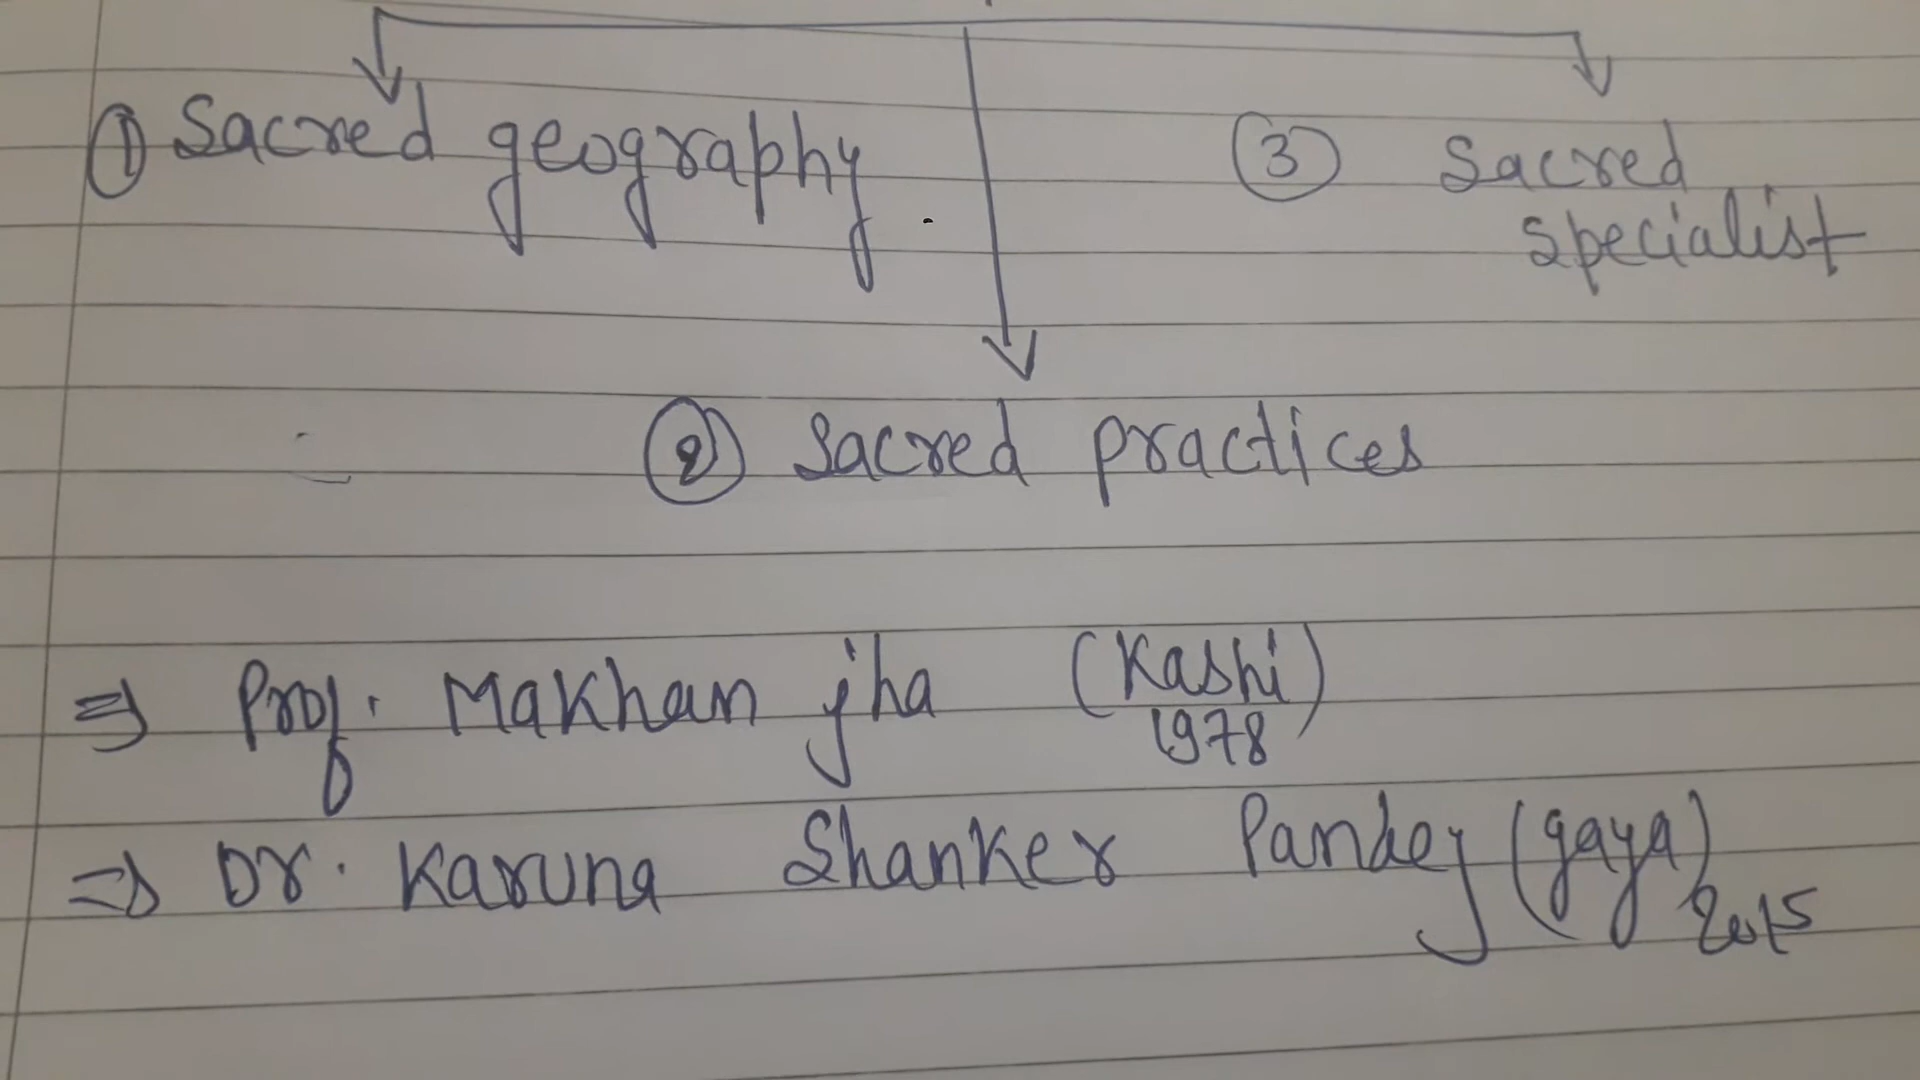 ① Sacred geography.
③ Sacred
specialist
② Sacred practices
⇒ Prof. Makhan jha (Kashi)
1978
⇒ Dr. Karuna Shanker Pandey (gaya)
2015